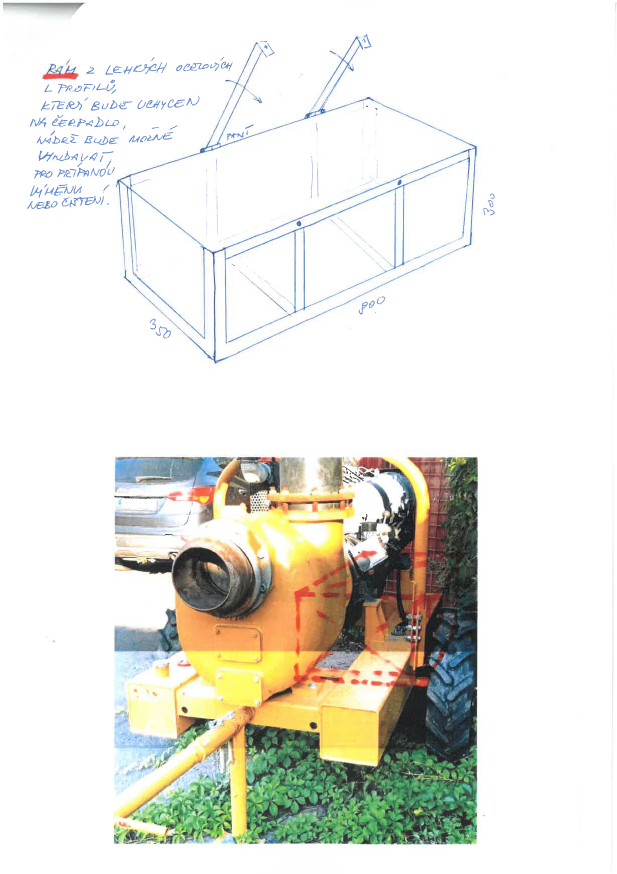 RÁM Z LEHKÝCH OCELOVÝCH
L PROFILŮ,
KTERÝ BUDE UCHYCEN
NA ČERPADLO,
NÁDRŽ BUDE MOŽNÉ
VYNDAVAT,
PRO PŘÍPADNOU
VÝMĚNU
NEBO ČIŠTĚNÍ.
300
350
800